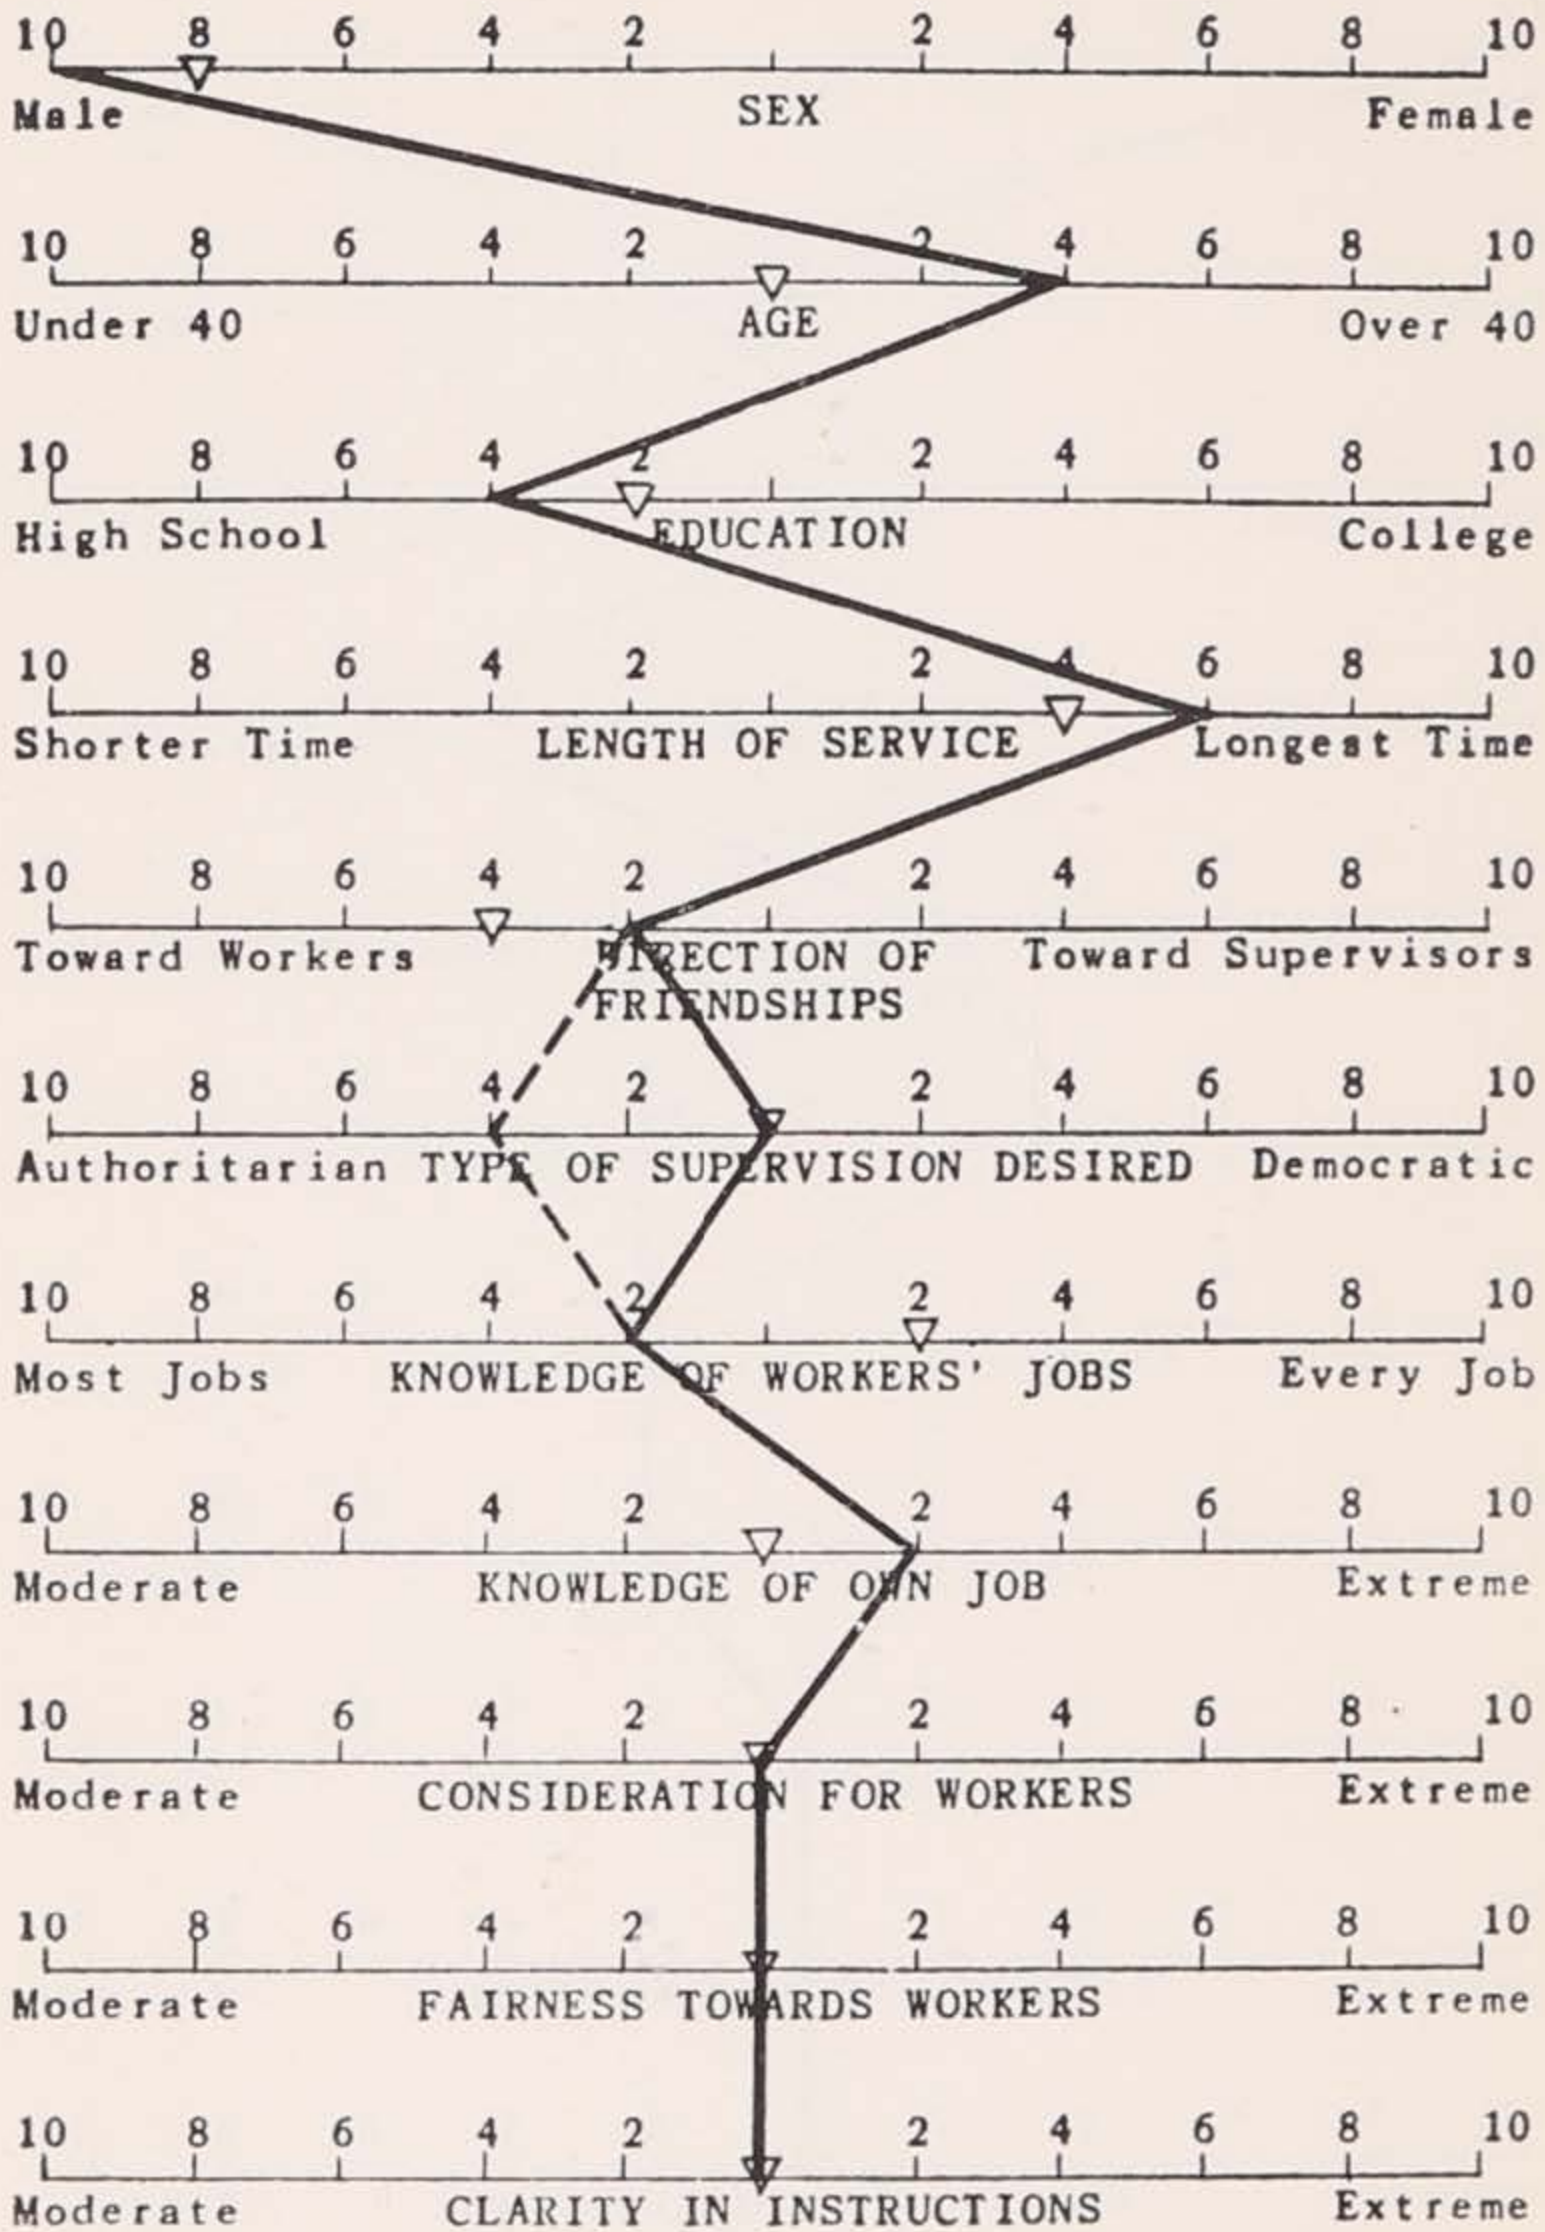 10 8 6 4 2 2 4 6 8 10
Male SEX Female
10 8 6 4 2 2 4 6 8 10
Under 40 AGE Over 40
10 8 6 4 2 2 4 6 8 10
High School EDUCATION College
10 8 6 4 2 2 4 6 8 10
Shorter Time LENGTH OF SERVICE Longest Time
10 8 6 4 2 2 4 6 8 10
Toward Workers DIRECTION OF Toward Supervisors
FRIENDSHIPS
10 8 6 4 2 2 4 6 8 10
Authoritarian TYPE OF SUPERVISION DESIRED Democratic
10 8 6 4 2 2 4 6 8 10
Most Jobs KNOWLEDGE OF WORKERS' JOBS Every Job
10 8 6 4 2 2 4 6 8 10
Moderate KNOWLEDGE OF OWN JOB Extreme
10 8 6 4 2 2 4 6 8 10
Moderate CONSIDERATION FOR WORKERS Extreme
10 8 6 4 2 2 4 6 8 10
Moderate FAIRNESS TOWARDS WORKERS Extreme
10 8 6 4 2 2 4 6 8 10
Moderate CLARITY IN INSTRUCTIONS Extreme